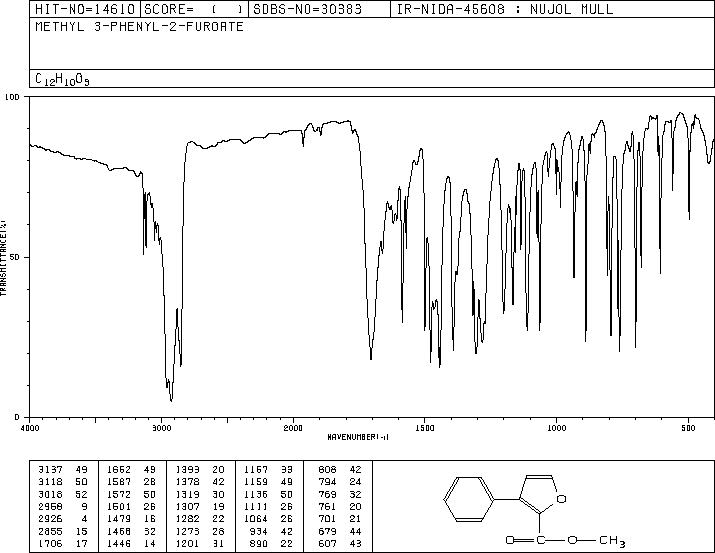 HIT-NO=14610 SCORE= ( ) SDBS-NO=30383 IR-NIDA-45608 : NUJOL MULL
METHYL 3-PHENYL-2-FUROATE
C12H10O3
100
50
0
TRANSMITTANCE(%)
4000 3000 2000 1500 1000 500
WAVENUMBER(-1)
3137 49 1662 49 1393 20 1167 33 808 42
3118 50 1587 28 1378 42 1159 49 794 24
3018 52 1572 50 1319 30 1136 50 769 32
2968 9 1501 26 1307 19 1111 26 761 20
2926 4 1479 16 1282 22 1064 26 701 21
2855 15 1468 32 1273 28 934 42 679 44
1706 17 1446 14 1201 31 890 22 607 43
O
O O CH3